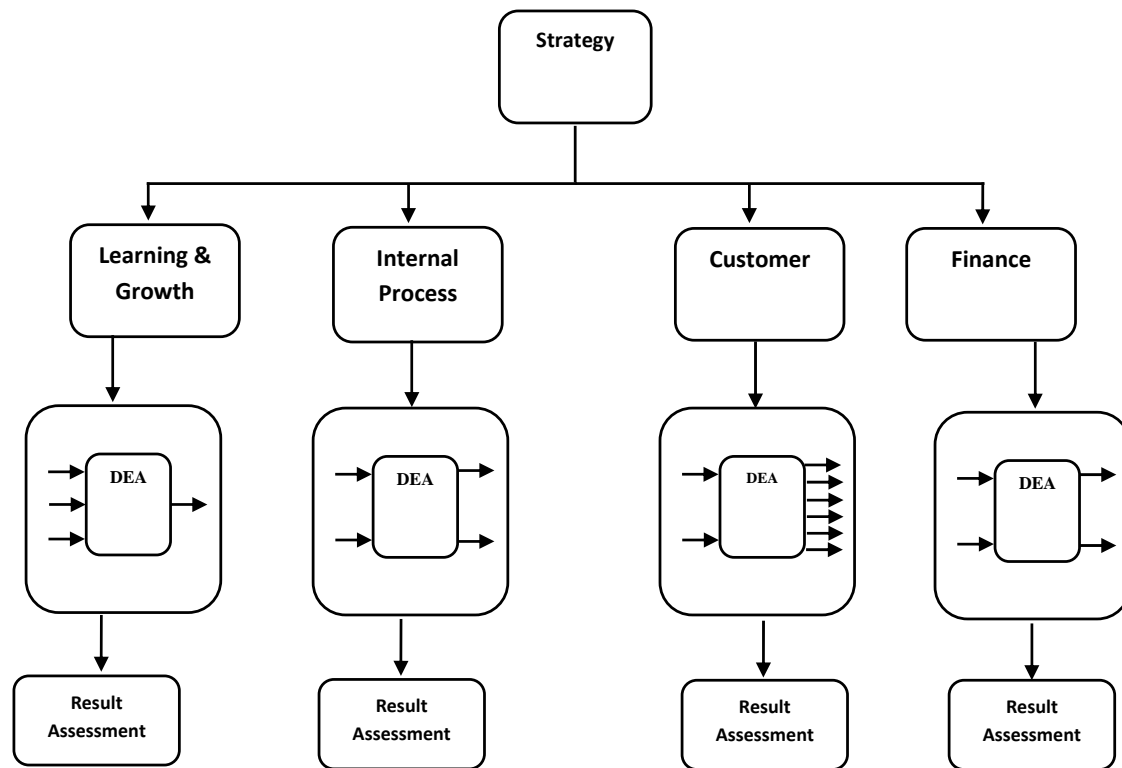 Strategy
Learning &
Growth
Internal
Process
Customer
Finance
DEA
DEA
DEA
DEA
Result
Assessment
Result
Assessment
Result
Assessment
Result
Assessment